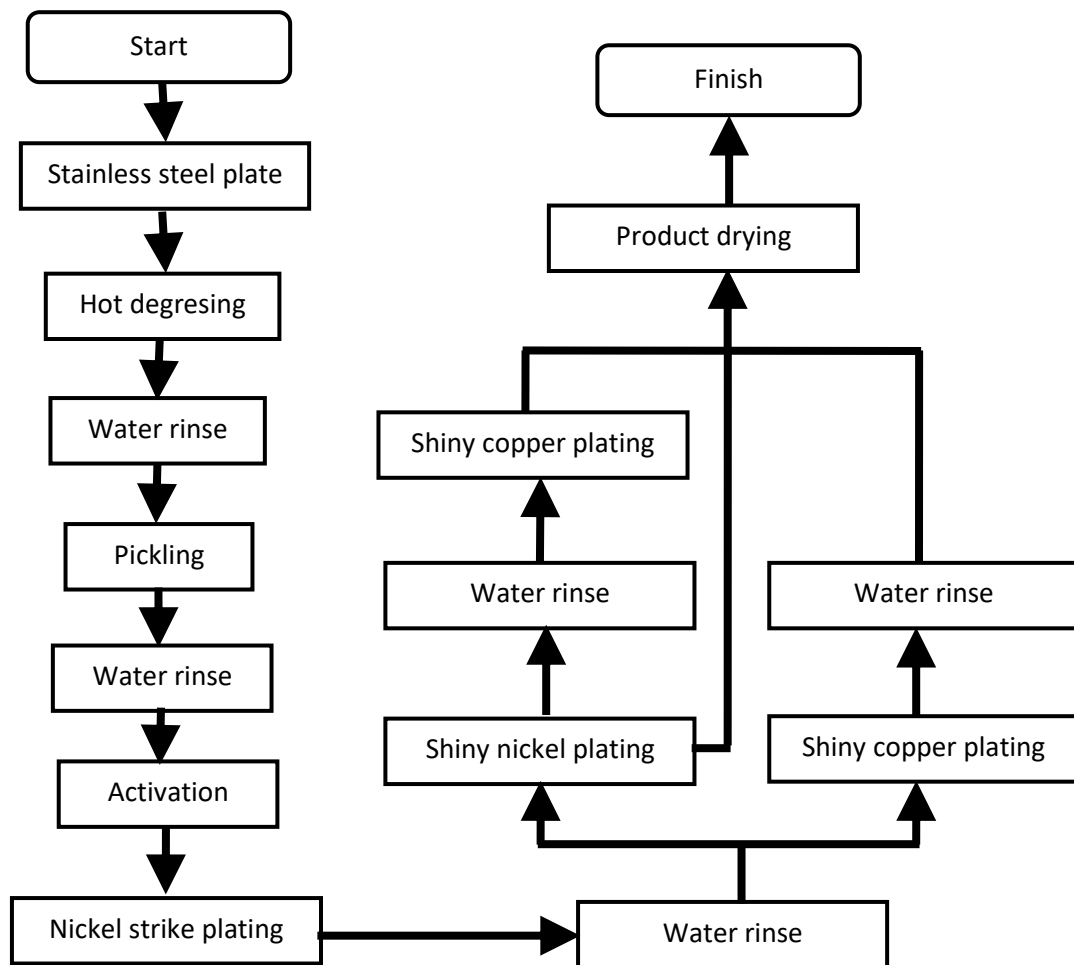 Start
Stainless steel plate
Hot degresing
Water rinse
Pickling
Water rinse
Activation
Nickel strike plating
Water rinse
Shiny nickel plating
Water rinse
Shiny copper plating
Shiny copper plating
Water rinse
Product drying
Finish